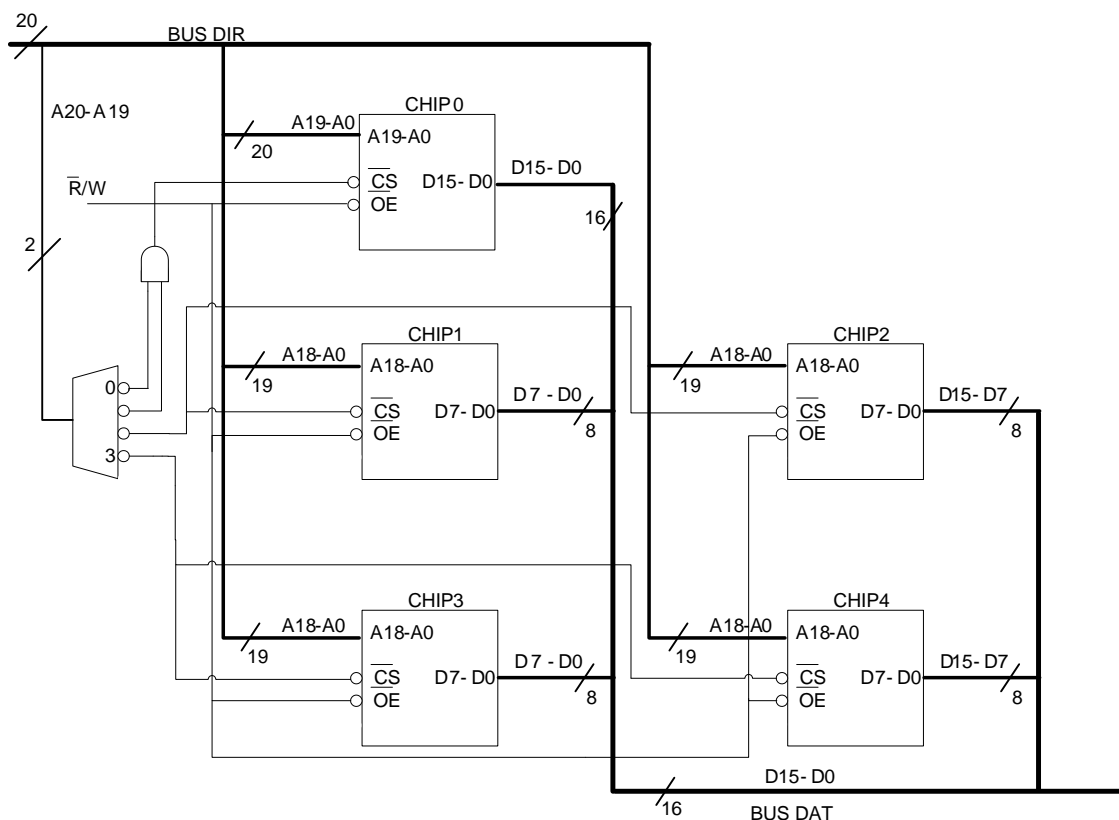 20
BUS DIR
A20-A19
CHIP0
A19-A0
20
A19-A0
CS
OE
D15-D0
D15-D0
R/W
16
2
CHIP1
A18-A0
19
A18-A0
CS
OE
D7-D0
D7-D0
8
CHIP2
A18-A0
19
A18-A0
CS
OE
D7-D0
D15-D7
8
0
3
CHIP3
A18-A0
19
A18-A0
CS
OE
D7-D0
D7-D0
8
CHIP4
A18-A0
19
A18-A0
CS
OE
D7-D0
D15-D7
8
D15-D0
16
BUS DAT